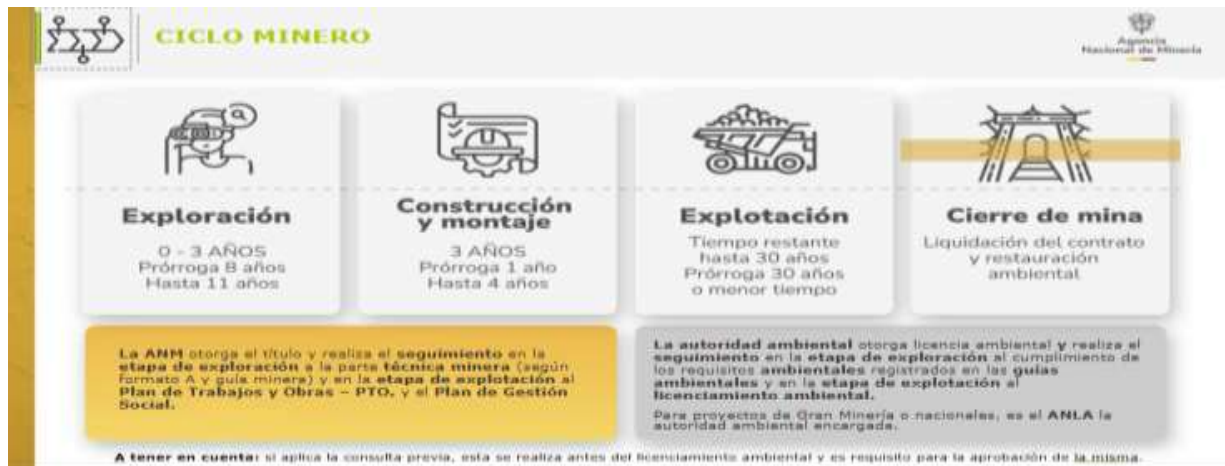 CICLO MINERO
Agencia
Nacional de Minería
Exploración
0 - 3 AÑOS
Prórroga 8 años
Hasta 11 años
Construcción
y montaje
3 AÑOS
Prórroga 1 año
Hasta 4 años
Explotación
Tiempo restante
hasta 30 años
Prórroga 30 años
o menor tiempo
Cierre de mina
Liquidación del contrato
y restauración
ambiental
La ANM otorga el título y realiza el seguimiento en la
etapa de exploración a la parte técnica minera (según
formato A y guía minera) y en la etapa de explotación al
Plan de Trabajos y Obras – PTO, y el Plan de Gestión
Social.
La autoridad ambiental otorga licencia ambiental y realiza el
seguimiento en la etapa de exploración al cumplimiento de
los requisitos ambientales registrados en las guías
ambientales y en la etapa de explotación al
licenciamiento ambiental.
Para proyectos de Gran Minería o nacionales, es el ANLA la
autoridad ambiental encargada.
A tener en cuenta: si aplica la consulta previa, esta se realiza antes del licenciamiento ambiental y es requisito para la aprobación de la misma.